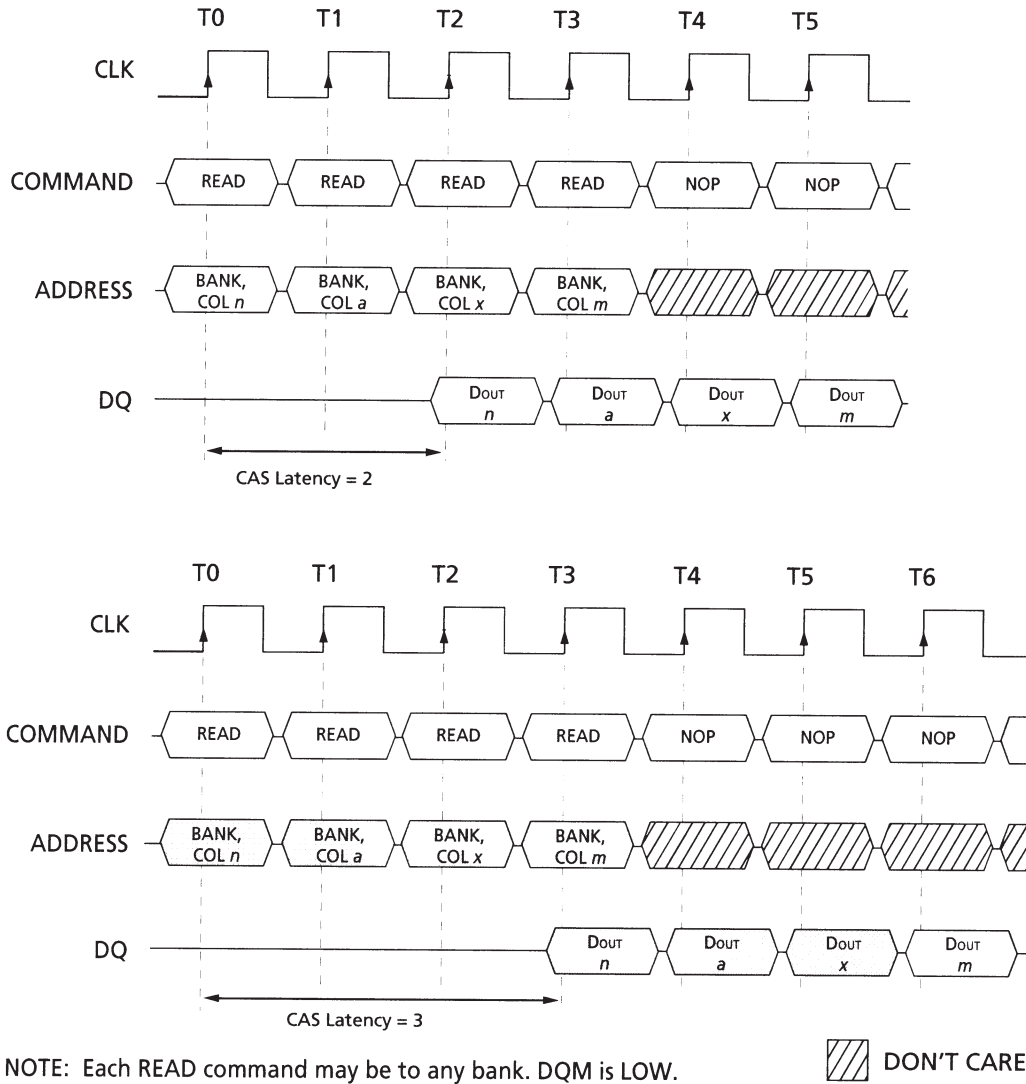 T0 T1 T2 T3 T4 T5
CLK
COMMAND READ READ READ READ NOP NOP
BANK, BANK, BANK, BANK,
ADDRESS
COL n COL a COL x COL m
DOUT DOUT DOUT DOUT
DQ
n a x m
CAS Latency = 2
T0 T1 T2 T3 T4 T5 T6
CLK
COMMAND READ READ READ READ NOP NOP NOP
BANK, BANK, BANK, BANK,
ADDRESS
COL n COL a COL x COL m
DOUT DOUT DOUT DOUT
DQ
n a x m
CAS Latency = 3
NOTE: Each READ command may be to any bank. DQM is LOW.
DON'T CARE